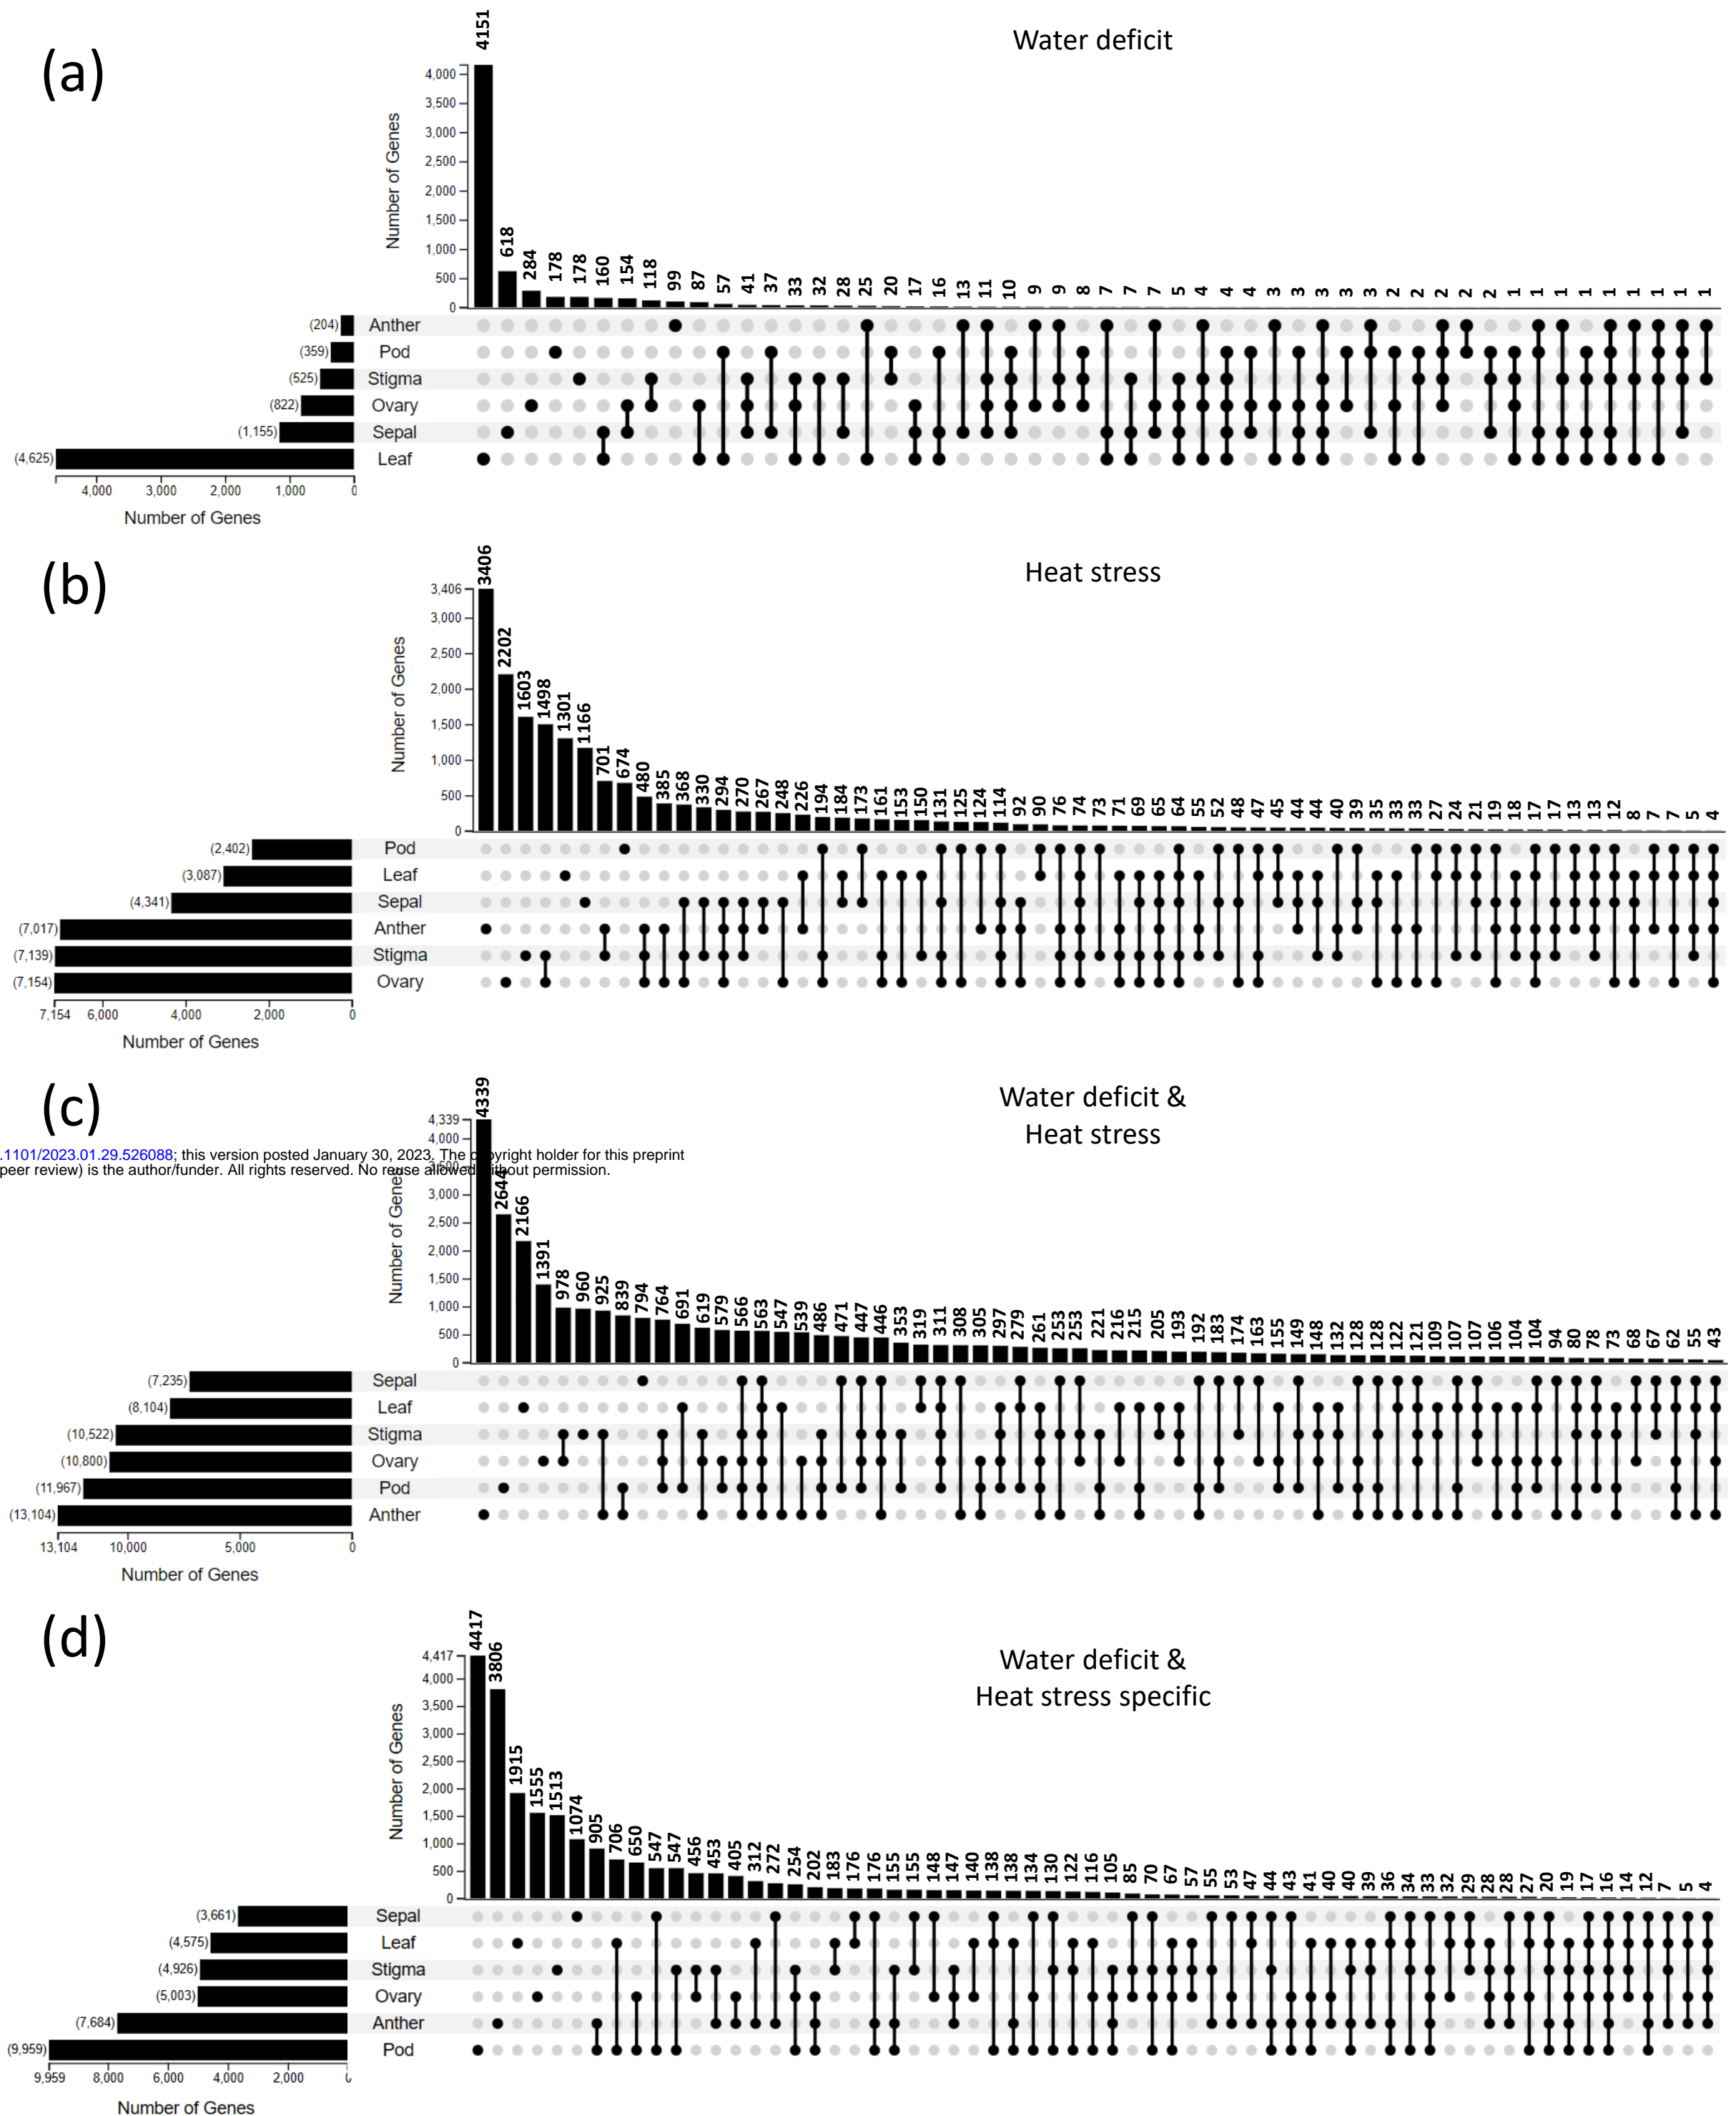 (a)
Water deficit
4151 618 284 178 178 160 154 118 99 87 57 41 37 33 32 28 25 20 17 16 13 11 10 9 9 8 7 7 7 5 4 4 4 3 3 3 3 3 2 2 2 2 2 1 1 1 1 1 1 1 1 1
Number of Genes
4,000
3,500
3,000
2,500
2,000
1,500
1,000
500
0
(204) Anther
(359) Pod
(525) Stigma
(822) Ovary
(1,155) Sepal
(4,625) Leaf
4,000 3,000 2,000 1,000 0
Number of Genes
(b)
Heat stress
3406 2202 1603 1498 1301 1166 701 674 480 385 368 330 294 270 267 248 226 194 184 173 161 153 150 131 125 124 114 92 90 76 74 73 71 69 65 64 55 52 48 47 45 44 44 40 39 35 33 33 27 24 21 19 18 17 17 13 13 12 8 7 7 5 4
Number of Genes
3,406
3,000
2,500
2,000
1,500
1,000
500
0
(2,402) Pod
(3,087) Leaf
(4,341) Sepal
(7,017) Anther
(7,139) Stigma
(7,154) Ovary
7,154 6,000 4,000 2,000 0
Number of Genes
(c)
Water deficit &
Heat stress
.1101/2023.01.29.526088; this version posted January 30, 2023. The copyright holder for this preprint
peer review) is the author/funder. All rights reserved. No reuse allowed without permission.
4339 2644 2166 1391 978 960 925 839 794 764 691 619 579 566 563 547 539 486 471 447 446 353 319 311 308 305 297 279 261 253 253 221 216 215 205 193 192 183 174 163 155 149 148 132 128 128 122 121 109 107 107 106 104 104 94 80 78 73 68 67 62 55 43
Number of Genes
4,339
4,000
3,500
3,000
2,500
2,000
1,500
1,000
500
0
(7,235) Sepal
(8,104) Leaf
(10,522) Stigma
(10,800) Ovary
(11,967) Pod
(13,104) Anther
13,104 10,000 5,000 0
Number of Genes
(d)
Water deficit &
Heat stress specific
4417 3806 1915 1555 1513 1074 905 706 650 547 547 456 453 405 312 272 254 202 183 176 176 155 155 148 147 140 138 138 134 130 122 116 105 85 70 67 57 55 53 47 44 43 41 40 40 39 36 34 33 32 29 28 28 27 20 19 17 16 14 12 7 5 4
Number of Genes
4,417
4,000
3,500
3,000
2,500
2,000
1,500
1,000
500
0
(3,661) Sepal
(4,575) Leaf
(4,926) Stigma
(5,003) Ovary
(7,684) Anther
(9,959) Pod
9,959 8,000 6,000 4,000 2,000 0
Number of Genes